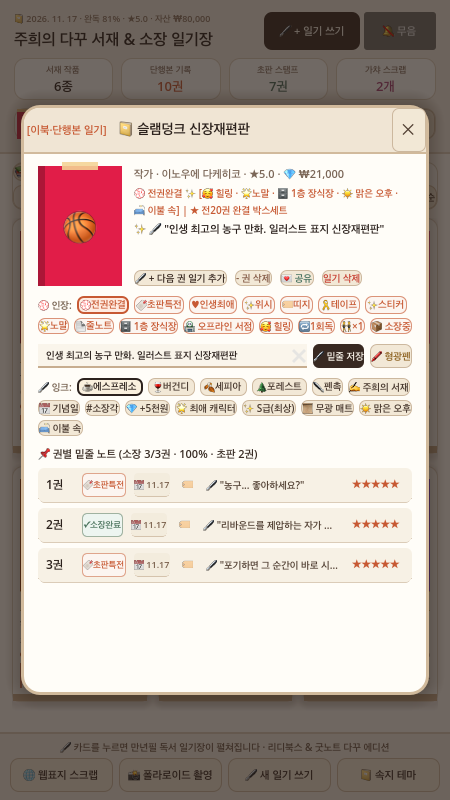 2026. 11. 17 · 완독 81% · ★5.0 · 자산 ₩80,000
주희의 다꾸 서재 & 소장 일기장
+ 일기 쓰기
무음
서재 작품
6종
단행본 기록
10권
초판 스탬프
7권
가챠 스크랩
2개
[이북·단행본 일기] 슬램덩크 신장재편판
작가 · 이노우에 다케히코 · ★5.0 · 💎 ₩21,000
전권완결 ✨ [🥰 힐링 · 노말 · 1층 장식장 · 맑은 오후 ·
이불 속] | ★ 전20권 완결 박스세트
"인생 최고의 농구 만화. 일러스트 표지 신장재편판"
+ 다음 권 일기 추가
- 권 삭제
공유
일기 삭제
인장:
전권완결
초판특전
♥인생최애
위시
띠지
테이프
스티커
노말
줄노트
1층 장식장
오프라인 서점
힐링
1회독
×1
소장중
인생 최고의 농구 만화. 일러스트 표지 신장재편판
밑줄 저장
형광펜
잉크:
에스프레소
버건디
세피아
포레스트
펜촉
주희의 서재
기념일
#소장각
+5천원
최애 캐릭터
S급(최상)
무광 매트
맑은 오후
이불 속
권별 밑줄 노트 (소장 3/3권 · 100% · 초판 2권)
1권
초판특전
11.17
"농구... 좋아하세요?"
★★★★★
2권
✓소장완료
11.17
"리바운드를 제압하는 자가 ...
★★★★★
3권
초판특전
11.17
"포기하면 그 순간이 바로 시...
★★★★★
카드를 누르면 만년필 독서 일기장이 펼쳐집니다 · 리디북스 & 굿노트 다꾸 에디션
웹표지 스크랩
폴라로이드 촬영
새 일기 쓰기
속지 테마